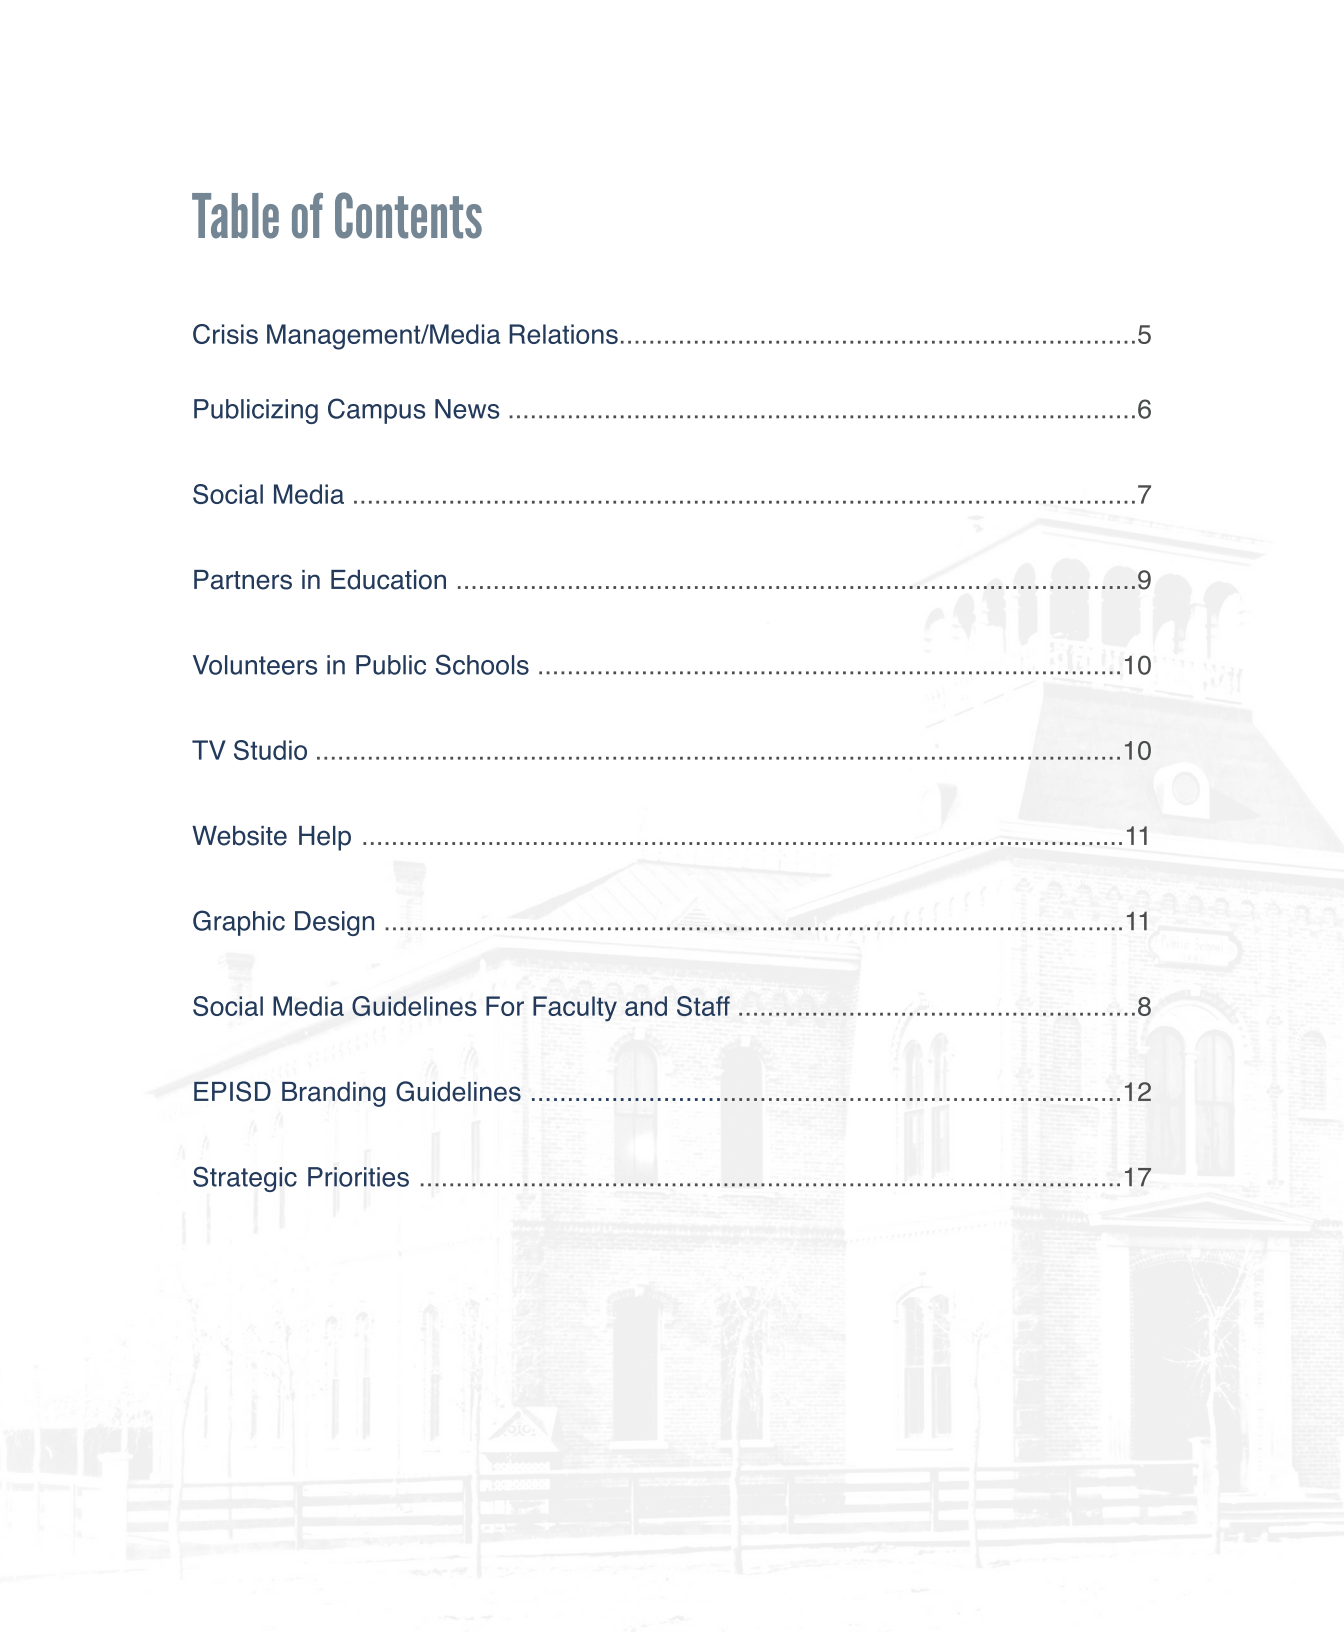 Table of Contents
Crisis Management/Media Relations......................................................................5
Publicizing Campus News .....................................................................................6
Social Media ..........................................................................................................7
Partners in Education ............................................................................................9
Volunteers in Public Schools ...............................................................................10
TV Studio .............................................................................................................10
Website Help .......................................................................................................11
Graphic Design ....................................................................................................11
Social Media Guidelines For Faculty and Staff ......................................................8
EPISD Branding Guidelines ................................................................................12
Strategic Priorities ...............................................................................................17